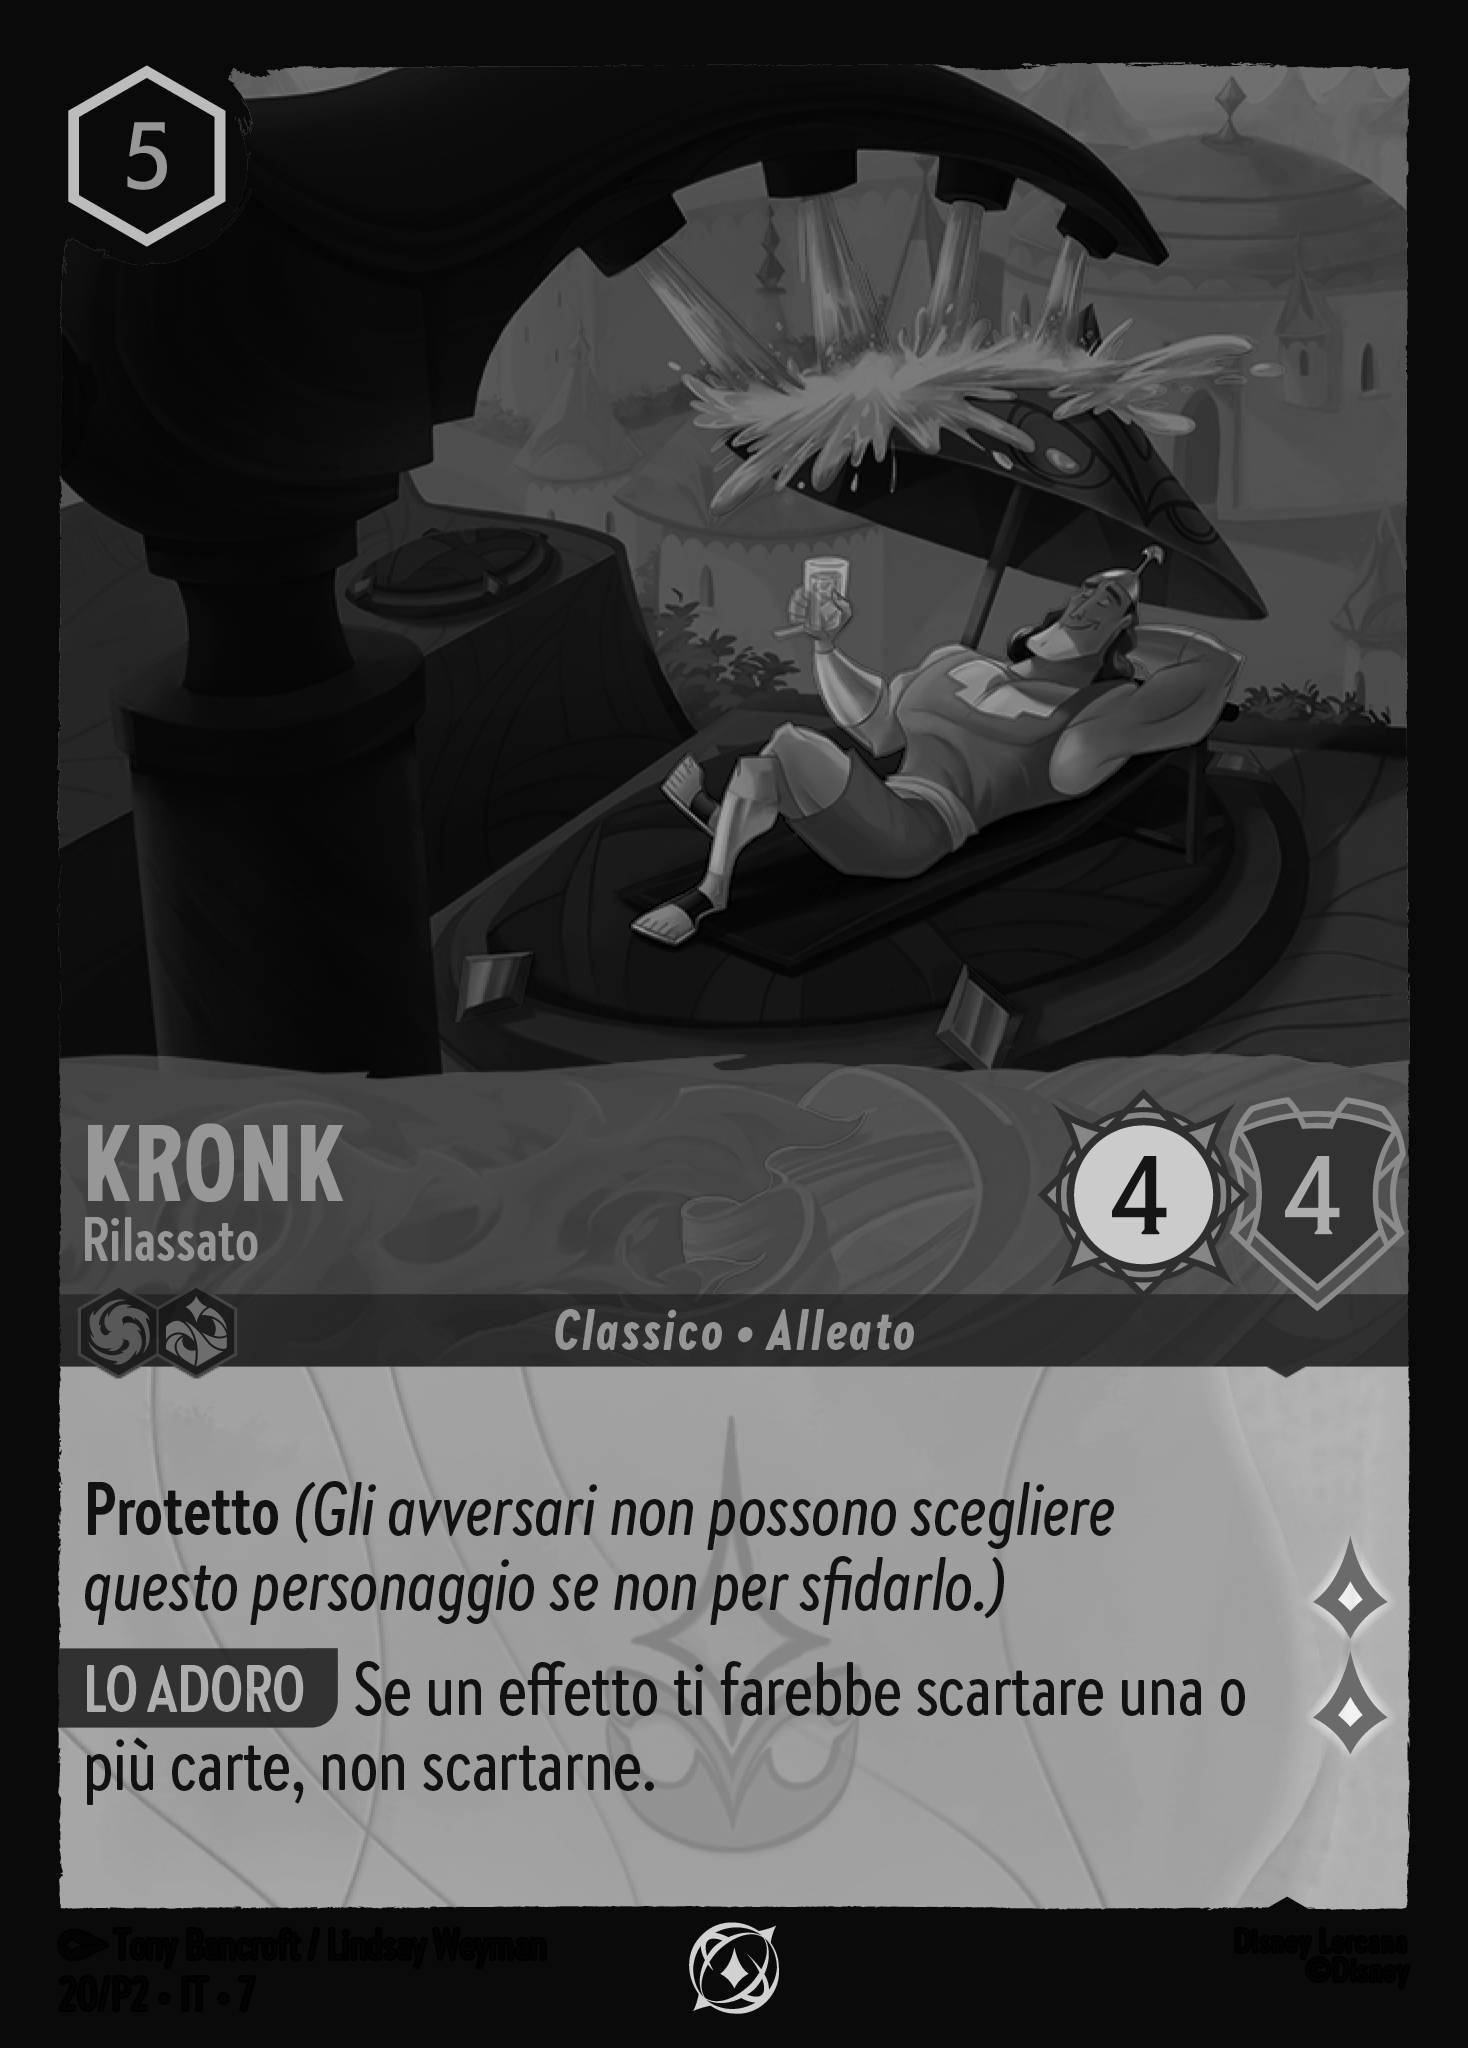 5
KRONK
Rilassato
4
4
Classico • Alleato
Protetto (Gli avversari non possono scegliere
questo personaggio se non per sfidarlo.)
LO ADORO Se un effetto ti farebbe scartare una o
più carte, non scartarne.
Tony Bancroft / Lindsay Weyman
20/P2 • IT • 7
Disney Lorcana
©Disney